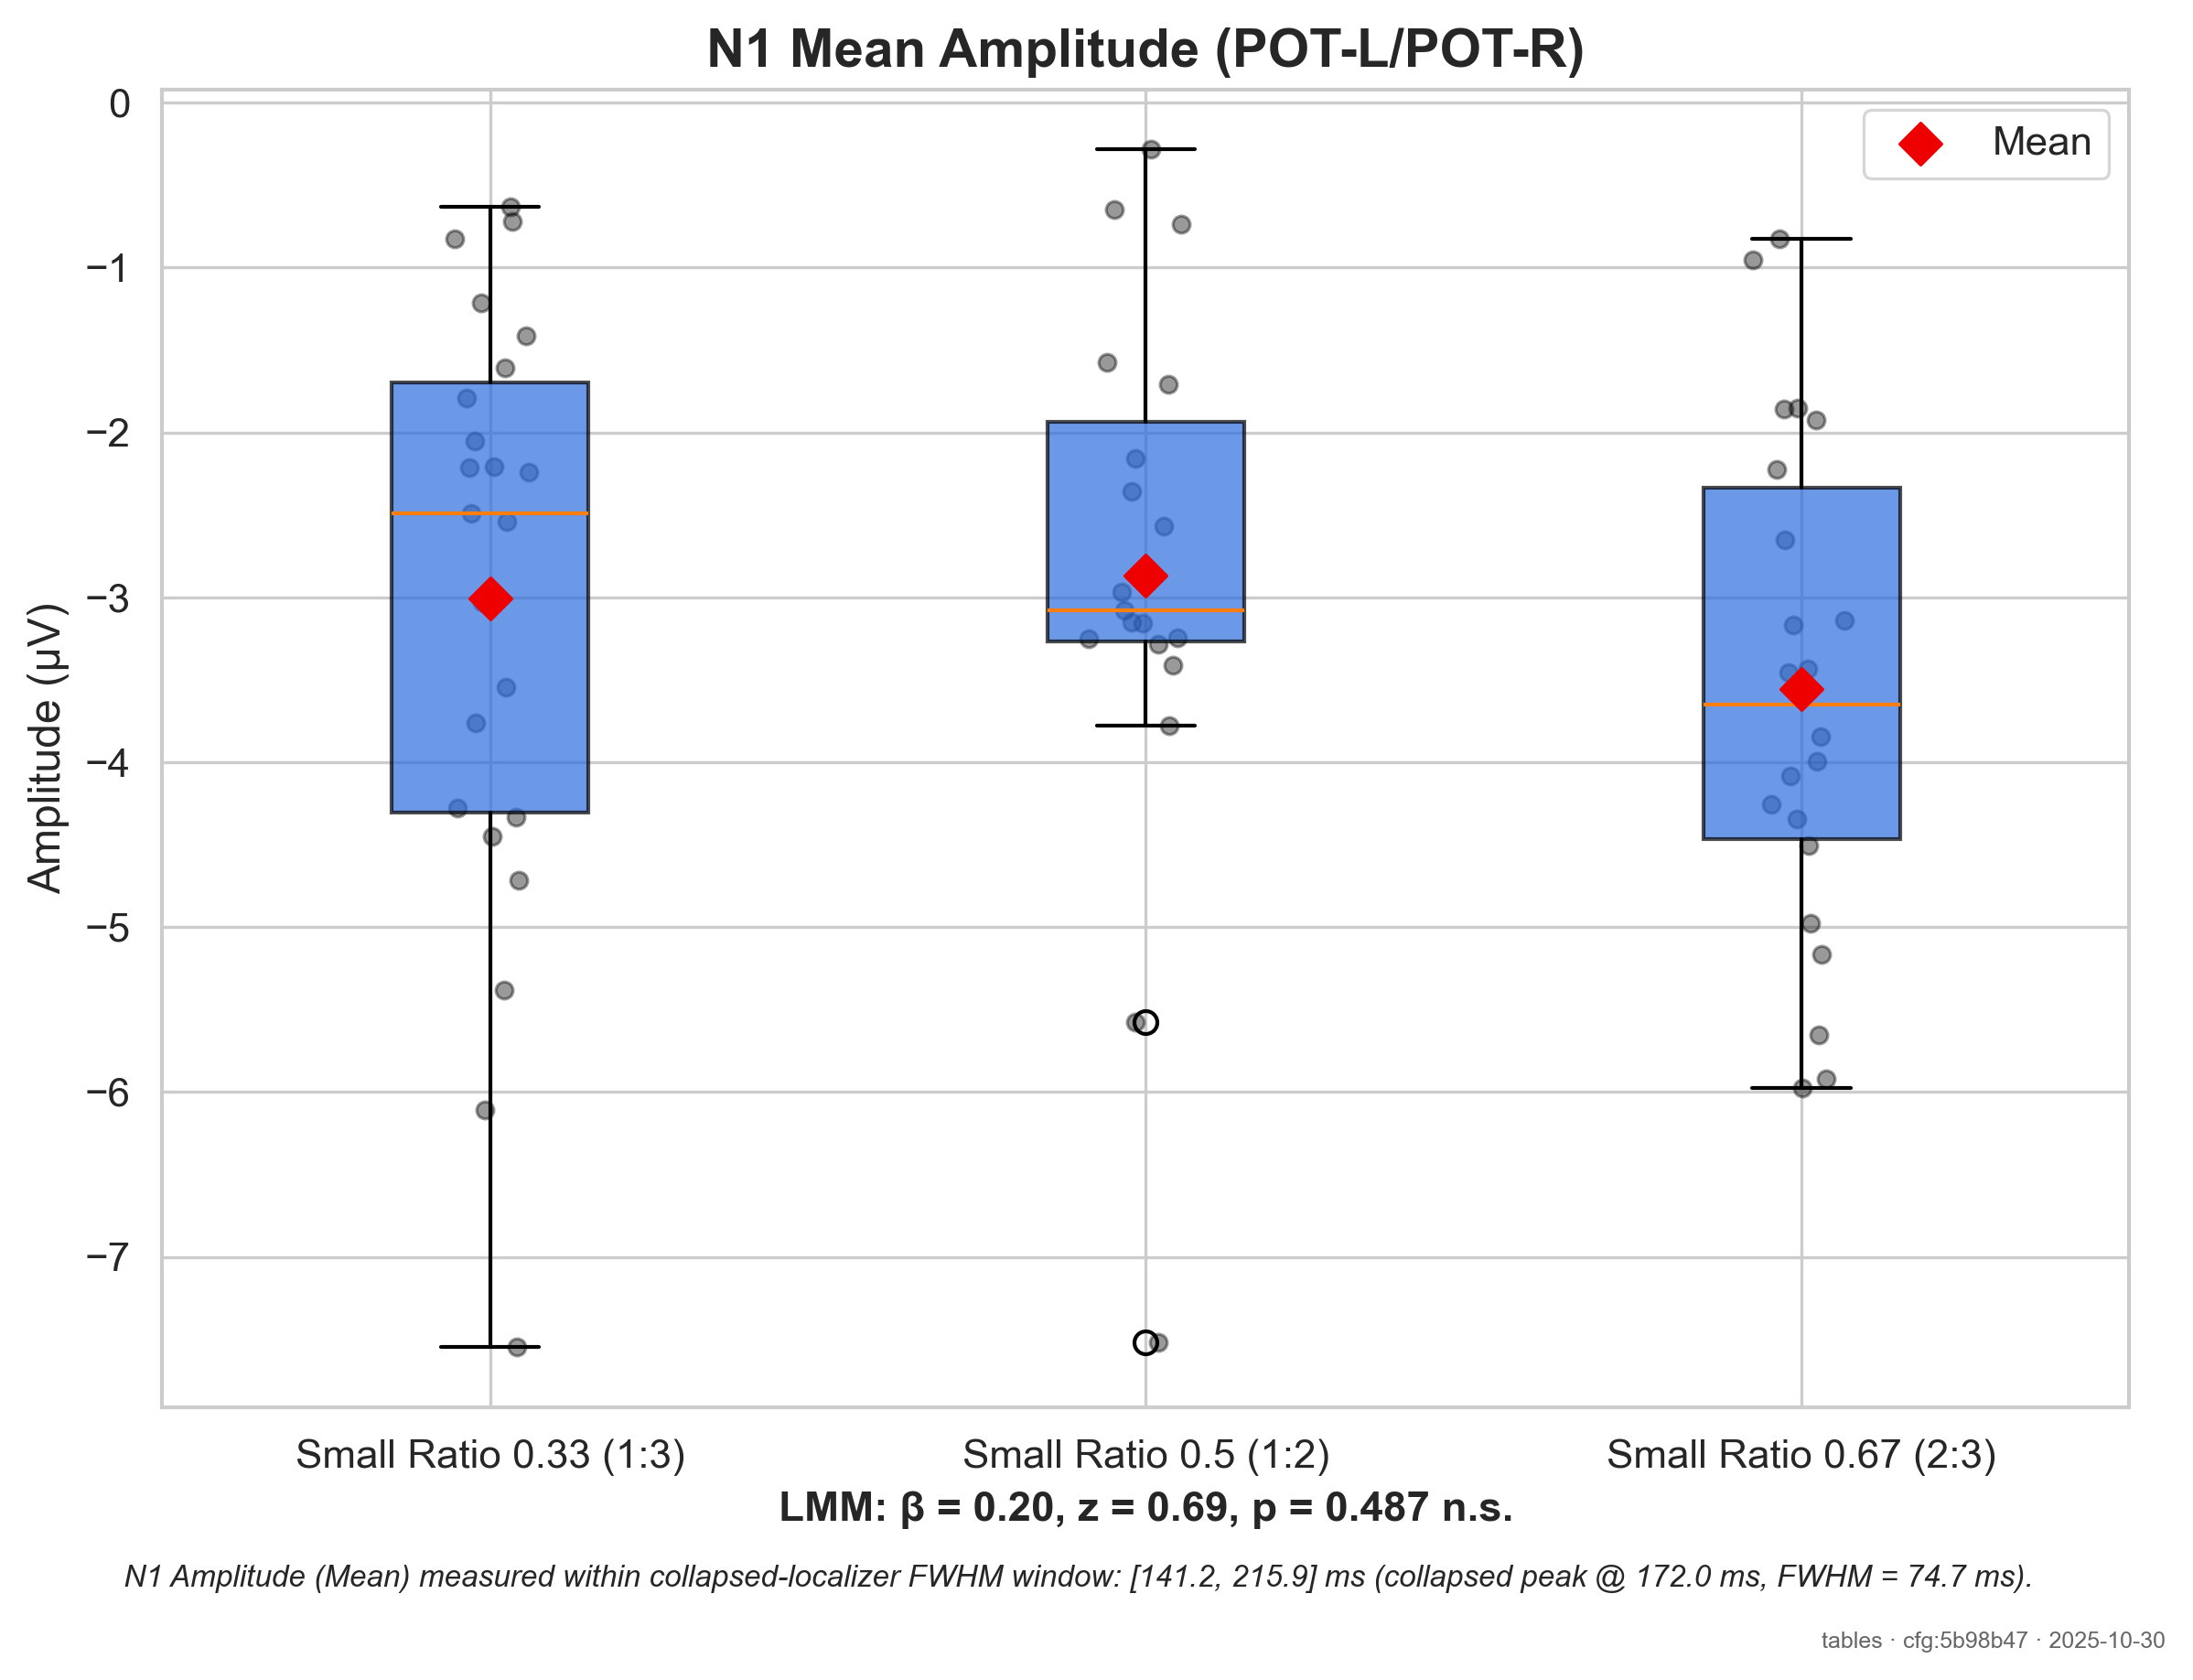 N1 Mean Amplitude (POT-L/POT-R)
Mean
Amplitude (µV)
0
−1
−2
−3
−4
−5
−6
−7
Small Ratio 0.33 (1:3)
Small Ratio 0.5 (1:2)
Small Ratio 0.67 (2:3)
LMM: β = 0.20, z = 0.69, p = 0.487 n.s.
N1 Amplitude (Mean) measured within collapsed-localizer FWHM window: [141.2, 215.9] ms (collapsed peak @ 172.0 ms, FWHM = 74.7 ms).
tables · cfg:5b98b47 · 2025-10-30